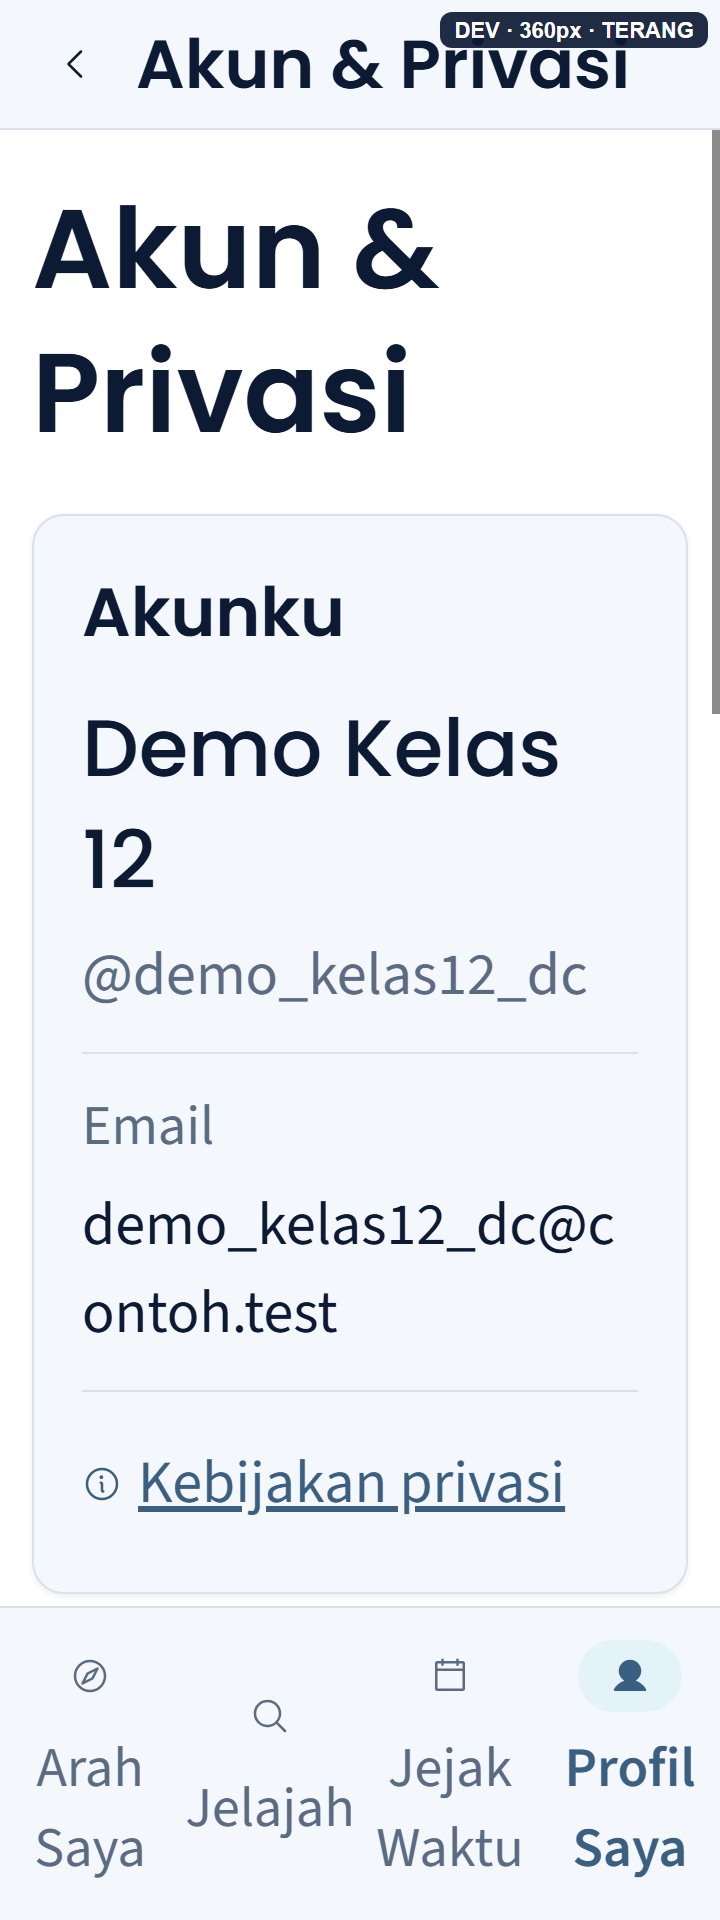 DEV · 360px · TERANG
Akun & Privasi
Akun &
Privasi
Akunku
Demo Kelas
12
@demo_kelas12_dc
Email
demo_kelas12_dc@c
ontoh.test
Kebijakan privasi
Arah
Saya
Jelajah
Jejak
Waktu
Profil
Saya